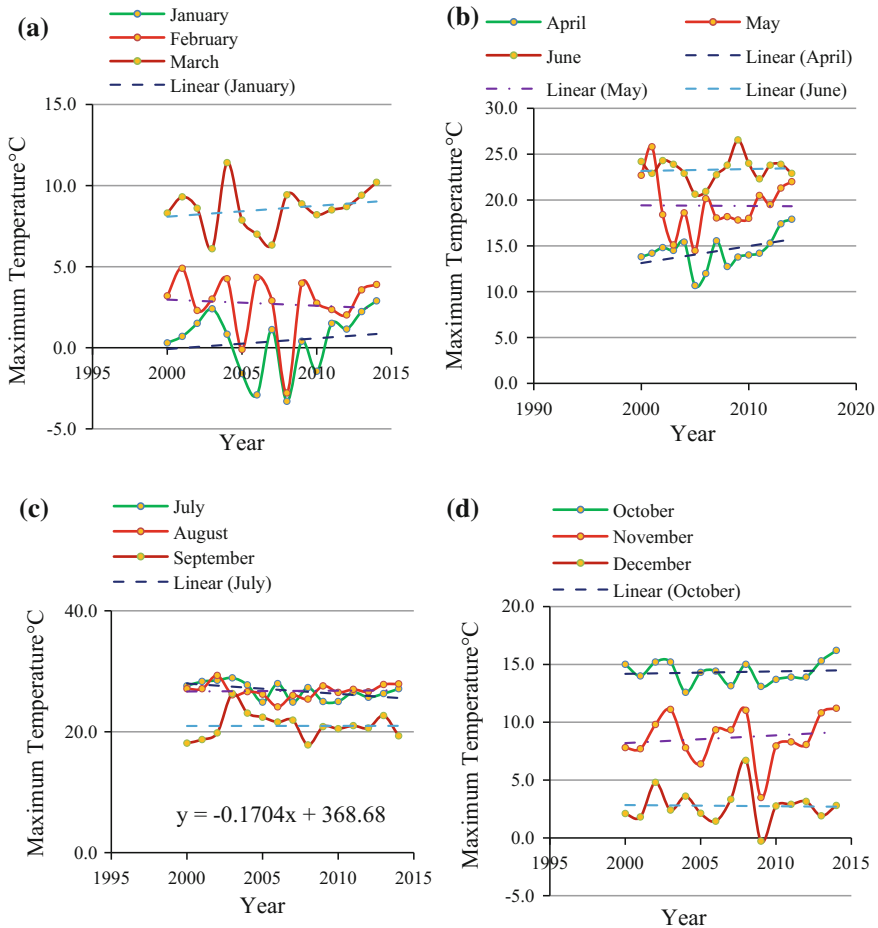 (a)
January
February
March
Linear (January)
15.0
10.0
5.0
0.0
-5.0
1995
2000
2005
2010
2015
Maximum Temperature°C
Year
(b)
April
May
June
Linear (April)
Linear (May)
Linear (June)
30.0
25.0
20.0
15.0
10.0
5.0
0.0
1990
2000
2010
2020
Maximum Temperature°C
Year
(c)
July
August
September
Linear (July)
40.0
20.0
0.0
y = -0.1704x + 368.68
1995
2000
2005
2010
2015
Maximum Temperature°C
Year
(d)
October
November
December
Linear (October)
20.0
15.0
10.0
5.0
0.0
-5.0
1995
2000
2005
2010
2015
Maximum Temperature°C
Year